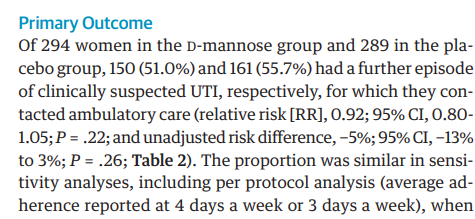 Primary Outcome
Of 294 women in the D-mannose group and 289 in the pla-
cebo group, 150 (51.0%) and 161 (55.7%) had a further episode
of clinically suspected UTI, respectively, for which they con-
tacted ambulatory care (relative risk [RR], 0.92; 95% CI, 0.80-
1.05; P = .22; and unadjusted risk difference, –5%; 95% CI, –13%
to 3%; P = .26; Table 2). The proportion was similar in sensi-
tivity analyses, including per protocol analysis (average ad-
herence reported at 4 days a week or 3 days a week), when